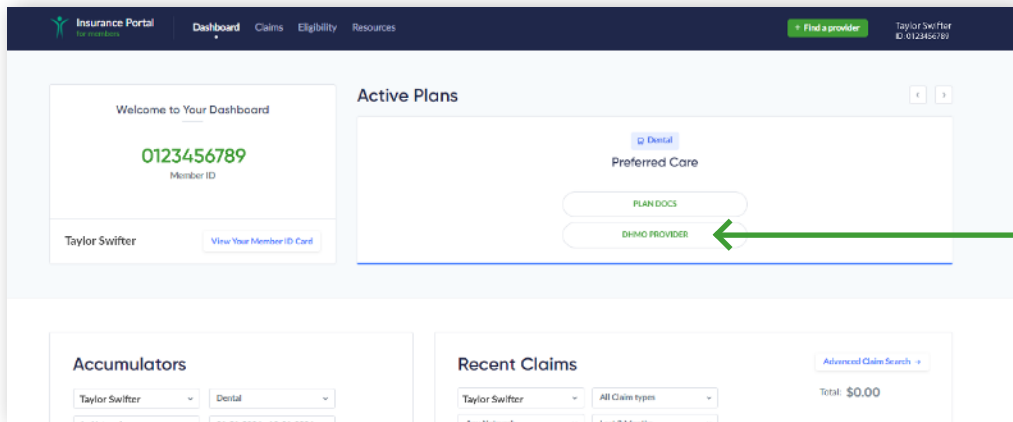 Insurance Portal
for members
Dashboard Claims Eligibility Resources
+ Find a provider
Taylor Swifter
ID:0123456789
Welcome to Your Dashboard
0123456789
Member ID
Taylor Swifter
View Your Member ID Card
Active Plans
Dental
Preferred Care
PLAN DOCS
DHMO PROVIDER
Accumulators
Taylor Swifter
Dental
Recent Claims
Advanced Claim Search →
Taylor Swifter
All Claim types
Total: $0.00